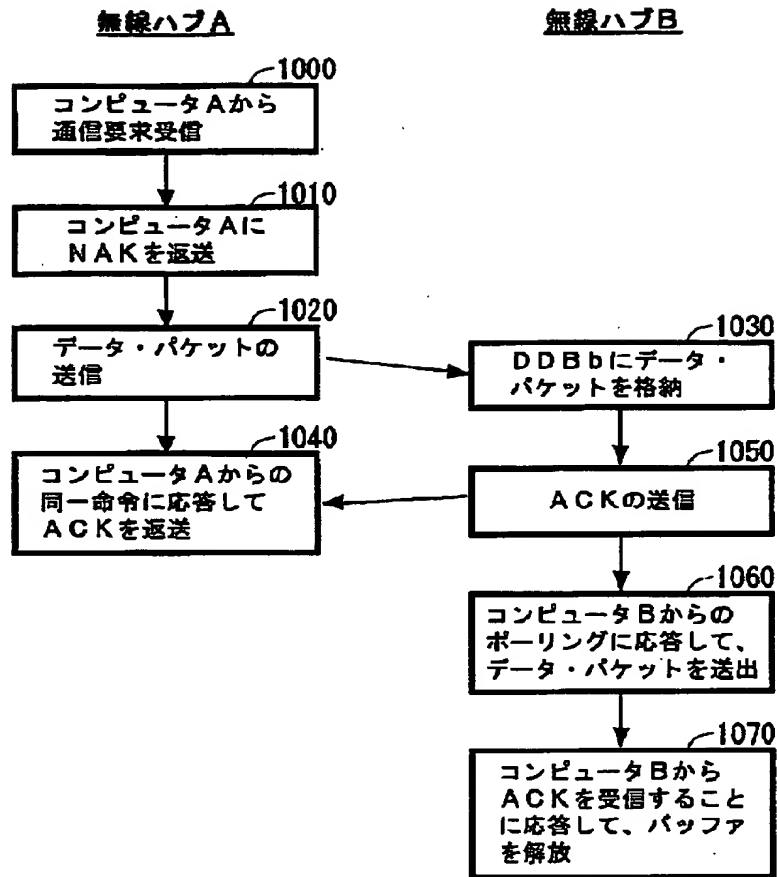 無線ハブA
無線ハブB
1000
コンピュータAから
通信要求受信
1010
コンピュータAに
NAKを返送
1020
データ・パケットの
送信
1030
DDBbにデータ・
パケットを格納
1040
コンピュータAからの
同一命令に応答して
ACKを返送
1050
ACKの送信
1060
コンピュータBからの
ポーリングに応答して、
データ・パケットを送出
1070
コンピュータBから
ACKを受信すること
に応答して、バッファ
を解放